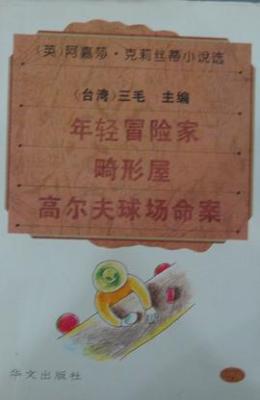 （英）阿嘉莎·克莉丝蒂小说选
（台湾）三毛 主编
年轻冒险家
畸形屋
高尔夫球场命案
华文出版社